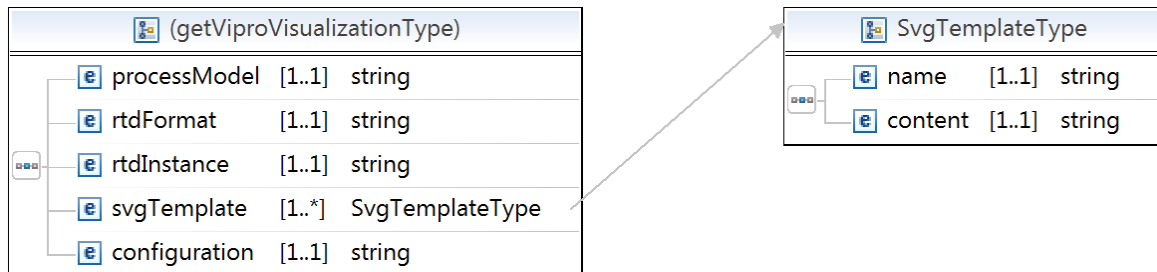 (getViproVisualizationType)
processModel [1..1] string
rtdFormat [1..1] string
rtdInstance [1..1] string
svgTemplate [1..*] SvgTemplateType
configuration [1..1] string
SvgTemplateType
name [1..1] string
content [1..1] string